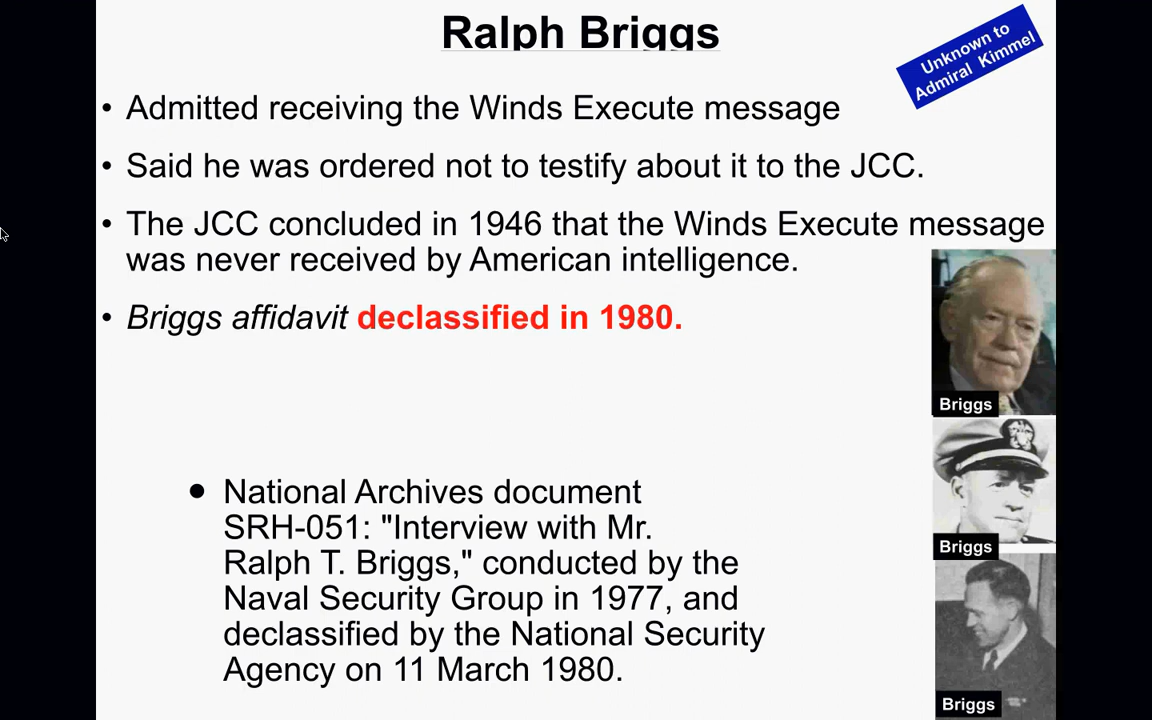 Ralph Briggs
Unknown to
Admiral Kimmel
• Admitted receiving the Winds Execute message
• Said he was ordered not to testify about it to the JCC.
• The JCC concluded in 1946 that the Winds Execute message
was never received by American intelligence.
• Briggs affidavit declassified in 1980.
Briggs
Briggs
• National Archives document
SRH-051: "Interview with Mr.
Ralph T. Briggs," conducted by the
Naval Security Group in 1977, and
declassified by the National Security
Agency on 11 March 1980.
Briggs